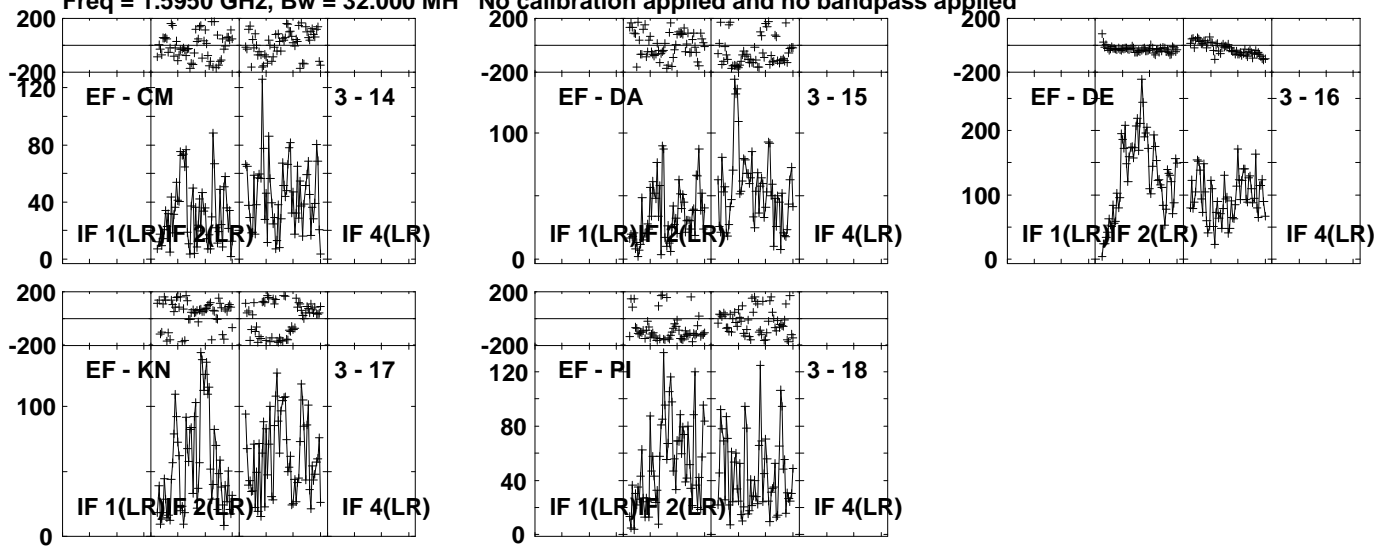 Freq = 1.5950 GHz, Bw = 32.000 MH No calibration applied and no bandpass applied
200
-200
120
80
40
0
EF - CM
3 - 14
IF 1(LR)
IF 2(LR)
IF 4(LR)
200
-200
100
0
EF - DA
3 - 15
IF 1(LR)
IF 2(LR)
IF 4(LR)
200
-200
200
100
0
EF - DE
3 - 16
IF 1(LR)
IF 2(LR)
IF 4(LR)
200
-200
100
0
EF - KN
3 - 17
IF 1(LR)
IF 2(LR)
IF 4(LR)
200
-200
120
80
40
0
EF - PI
3 - 18
IF 1(LR)
IF 2(LR)
IF 4(LR)